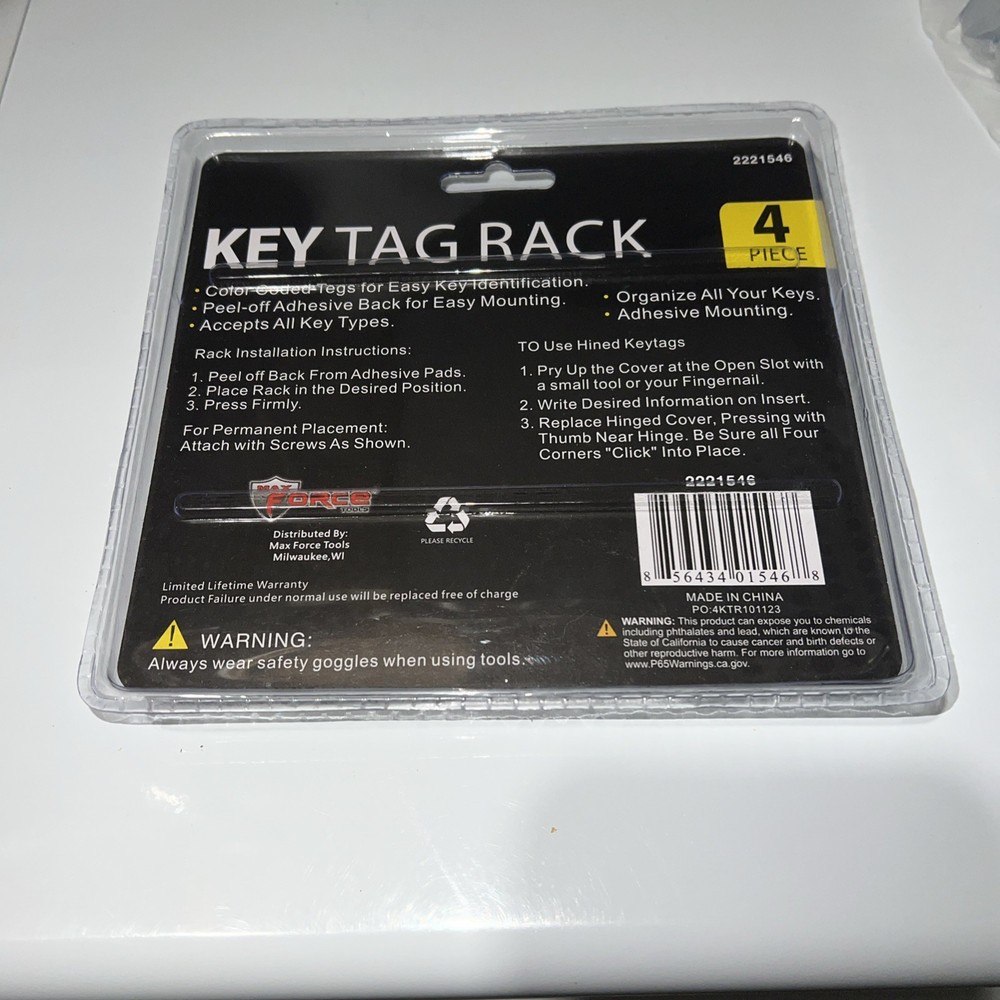 2221546
KEY TAG RACK
4
PIECE
• Color Coded Tegs for Easy Key Identification.
• Peel-off Adhesive Back for Easy Mounting.
• Accepts All Key Types.
• Organize All Your Keys.
• Adhesive Mounting.
Rack Installation Instructions:
1. Peel off Back From Adhesive Pads.
2. Place Rack in the Desired Position.
3. Press Firmly.
For Permanent Placement:
Attach with Screws As Shown.
TO Use Hined Keytags
1. Pry Up the Cover at the Open Slot with
a small tool or your Fingernail.
2. Write Desired Information on Insert.
3. Replace Hinged Cover, Pressing with
Thumb Near Hinge. Be Sure all Four
Corners "Click" Into Place.
MAX
FORCE
TOOLS
Distributed By:
Max Force Tools
Milwaukee,WI
PLEASE RECYCLE
2221546
8 56434 01546 8
MADE IN CHINA
PO:4KTR101123
Limited Lifetime Warranty
Product Failure under normal use will be replaced free of charge
WARNING:
Always wear safety goggles when using tools.
WARNING: This product can expose you to chemicals
including phthalates and lead, which are known to the
State of California to cause cancer and birth defects or
other reproductive harm. For more information go to
www.P65Warnings.ca.gov.